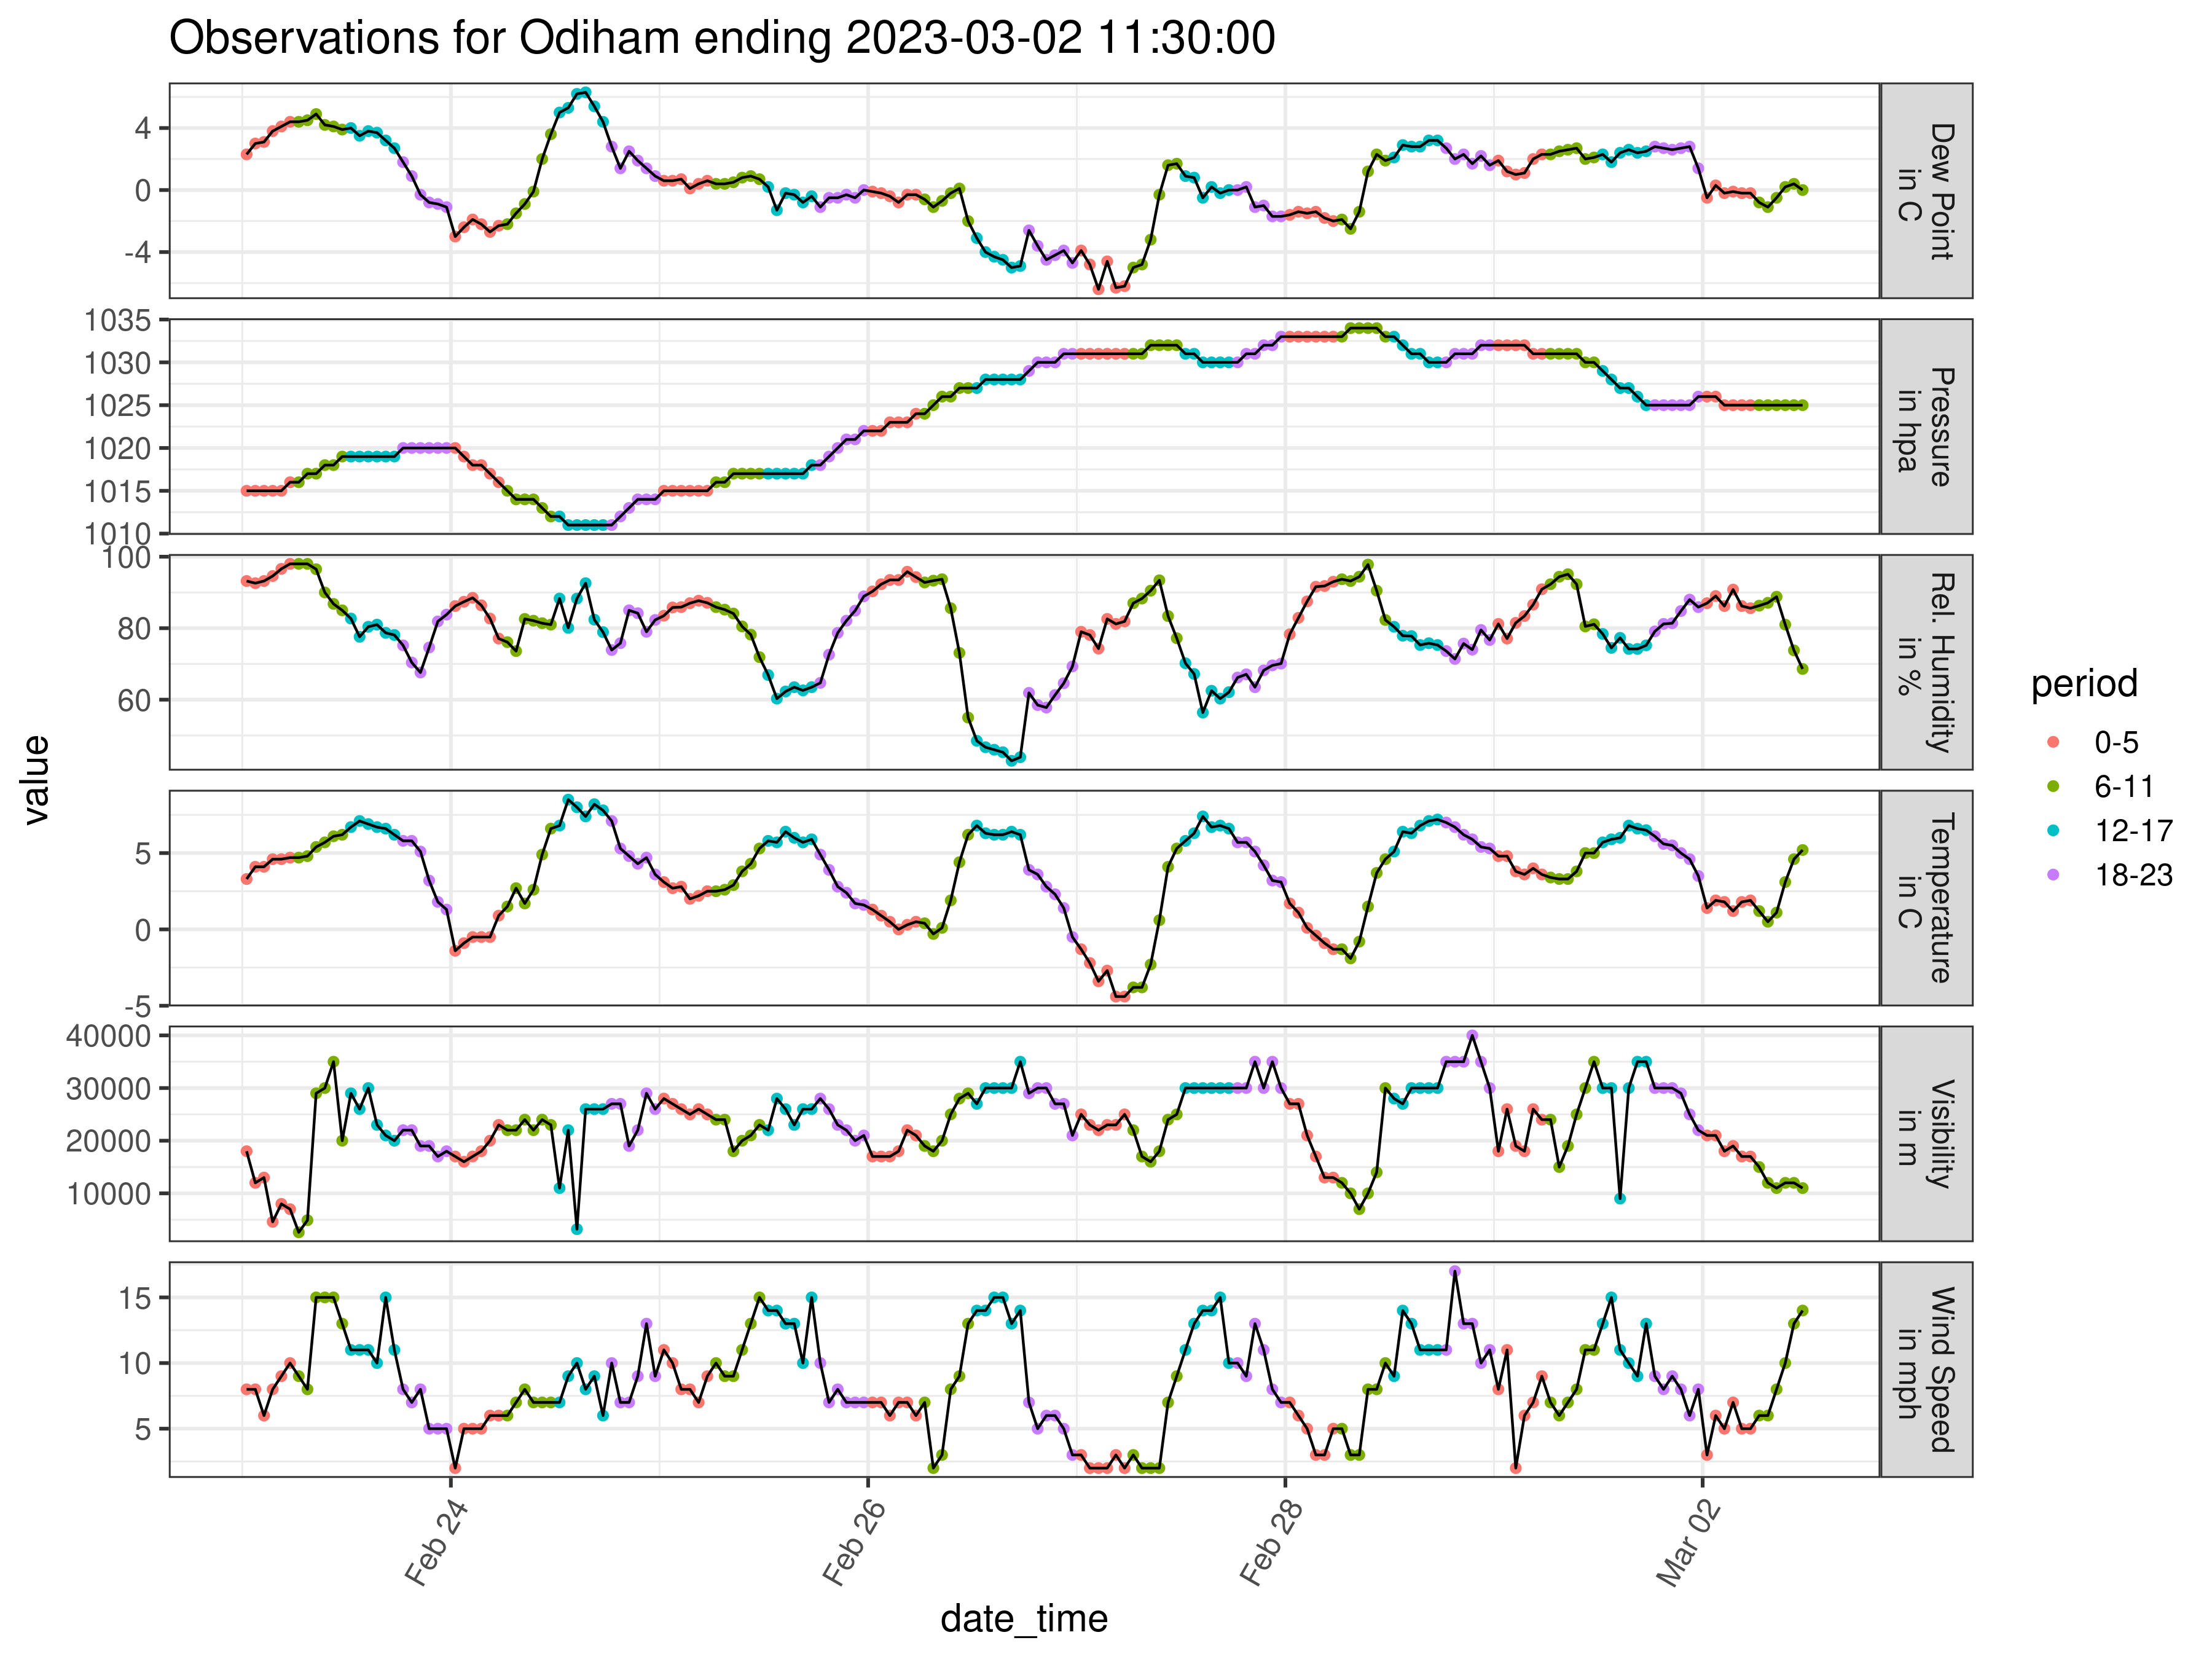 Observations for Odiham ending 2023-03-02 11:30:00
value
4
0
-4
Dew Point
in C
1035
1030
1025
1020
1015
1010
Pressure
in hpa
100
80
60
Rel. Humidity
in %
5
0
-5
Temperature
in C
40000
30000
20000
10000
Visibility
in m
15
10
5
Wind Speed
in mph
Feb 24
Feb 26
Feb 28
Mar 02
date_time
period
0-5
6-11
12-17
18-23